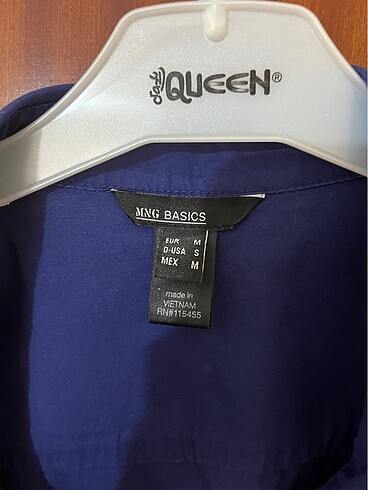 QUEEN®
MNG BASICS
EUR M
D-USA S
MEX M
made in
VIETNAM
RN#115455